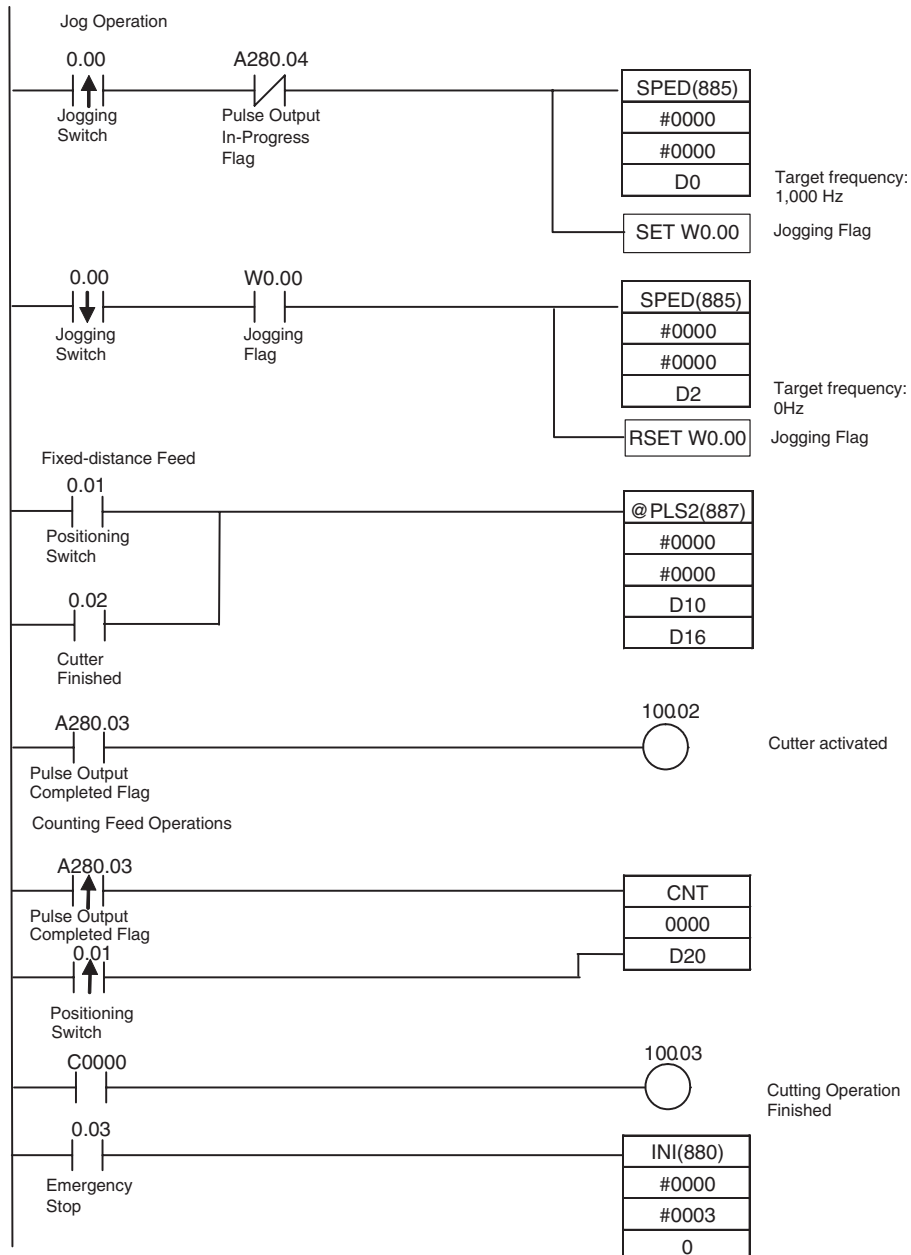 Jog Operation
0.00
A280.04
Jogging
Switch
Pulse Output
In-Progress
Flag
SPED(885)
#0000
#0000
D0
Target frequency:
1,000 Hz
SET W0.00
Jogging Flag
0.00
W0.00
Jogging
Switch
Jogging
Flag
SPED(885)
#0000
#0000
D2
Target frequency:
0Hz
RSET W0.00
Jogging Flag
Fixed-distance Feed
0.01
Positioning
Switch
@PLS2(887)
#0000
#0000
D10
D16
0.02
Cutter
Finished
A280.03
Pulse Output
Completed Flag
100.02
Cutter activated
Counting Feed Operations
A280.03
Pulse Output
Completed Flag
CNT
0000
D20
0.01
Positioning
Switch
C0000
100.03
Cutting Operation
Finished
0.03
Emergency
Stop
INI(880)
#0000
#0003
0